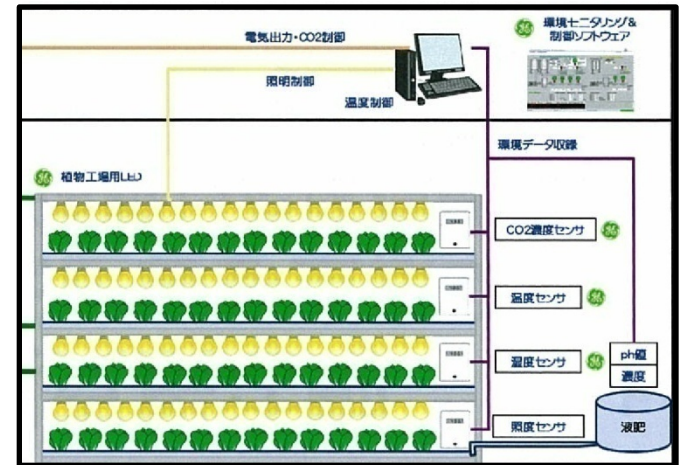 電気出力・CO2制御
環境モニタリング&
制御ソフトウェア
照明制御
温度制御
環境データ収録
植物工場用LED
CO2濃度センサ
温度センサ
湿度センサ
ph値
濃度
照度センサ
液肥